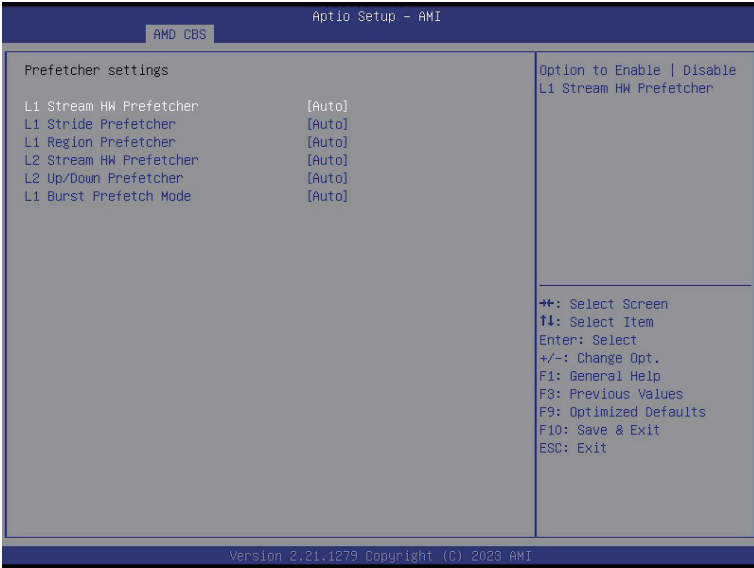 Aptio Setup – AMI
AMD CBS
Prefetcher settings
L1 Stream HW Prefetcher [Auto]
L1 Stride Prefetcher [Auto]
L1 Region Prefetcher [Auto]
L2 Stream HW Prefetcher [Auto]
L2 Up/Down Prefetcher [Auto]
L1 Burst Prefetch Mode [Auto]
Option to Enable | Disable
L1 Stream HW Prefetcher
→←: Select Screen
↑↓: Select Item
Enter: Select
+/-: Change Opt.
F1: General Help
F3: Previous Values
F9: Optimized Defaults
F10: Save & Exit
ESC: Exit
Version 2.21.1279 Copyright (C) 2023 AMI